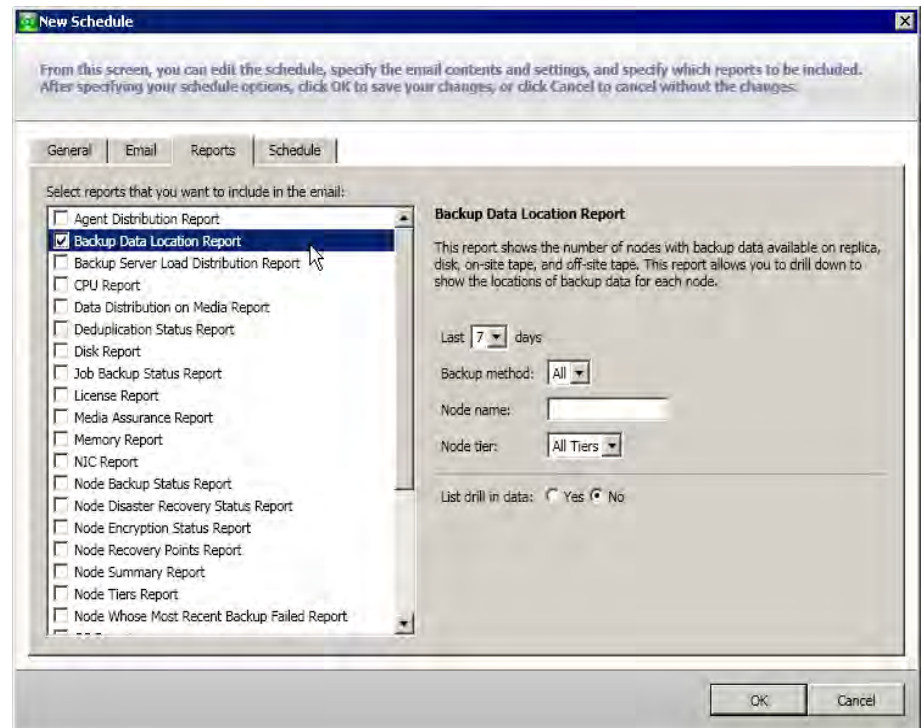 New Schedule
From this screen, you can edit the schedule, specify the email contents and settings, and specify which reports to be included.
After specifying your schedule options, click OK to save your changes, or click Cancel to cancel without the changes.
General Email Reports Schedule
Select reports that you want to include in the email:
Agent Distribution Report
Backup Data Location Report
Backup Server Load Distribution Report
CPU Report
Data Distribution on Media Report
Deduplication Status Report
Disk Report
Job Backup Status Report
License Report
Media Assurance Report
Memory Report
NIC Report
Node Backup Status Report
Node Disaster Recovery Status Report
Node Encryption Status Report
Node Recovery Points Report
Node Summary Report
Node Tiers Report
Node Whose Most Recent Backup Failed Report
Backup Data Location Report
This report shows the number of nodes with backup data available on replica,
disk, on-site tape, and off-site tape. This report allows you to drill down to
show the locations of backup data for each node.
Last 7 days
Backup method: All
Node name:
Node tier: All Tiers
List drill in data: Yes No
OK Cancel